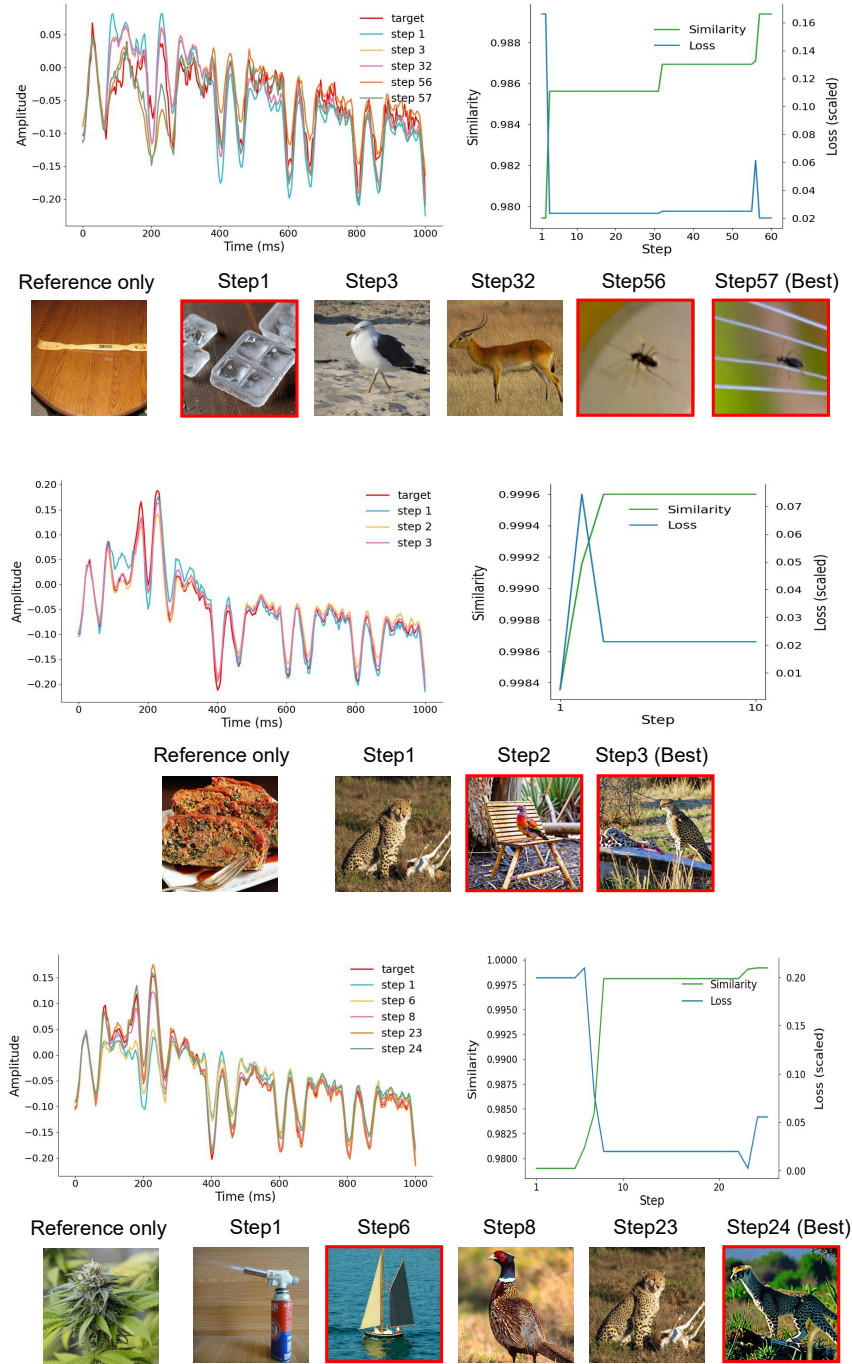 target
step 1
step 3
step 32
step 56
step 57
0.05
0.00
−0.05
−0.10
−0.15
−0.20
Amplitude
0 200 400 600 800 1000
Time (ms)
Similarity
Loss
0.988
0.986
0.984
0.982
0.980
Similarity
0.16
0.14
0.12
0.10
0.08
0.06
0.04
0.02
Loss (scaled)
1 10 20 30 40 50 60
Step
Reference only Step1 Step3 Step32 Step56 Step57 (Best)
target
step 1
step 2
step 3
0.20
0.15
0.10
0.05
0.00
−0.05
−0.10
−0.15
−0.20
Amplitude
0 200 400 600 800 1000
Time (ms)
Similarity
Loss
0.9996
0.9994
0.9992
0.9990
0.9988
0.9986
0.9984
Similarity
0.07
0.06
0.05
0.04
0.03
0.02
0.01
Loss (scaled)
1 10
Step
Reference only Step1 Step2 Step3 (Best)
target
step 1
step 6
step 8
step 23
step 24
0.15
0.10
0.05
0.00
−0.05
−0.10
−0.15
−0.20
Amplitude
0 200 400 600 800 1000
Time (ms)
Similarity
Loss
1.0000
0.9975
0.9950
0.9925
0.9900
0.9875
0.9850
0.9825
0.9800
Similarity
0.20
0.15
0.10
0.05
0.00
Loss (scaled)
1 10 20
Step
Reference only Step1 Step6 Step8 Step23 Step24 (Best)